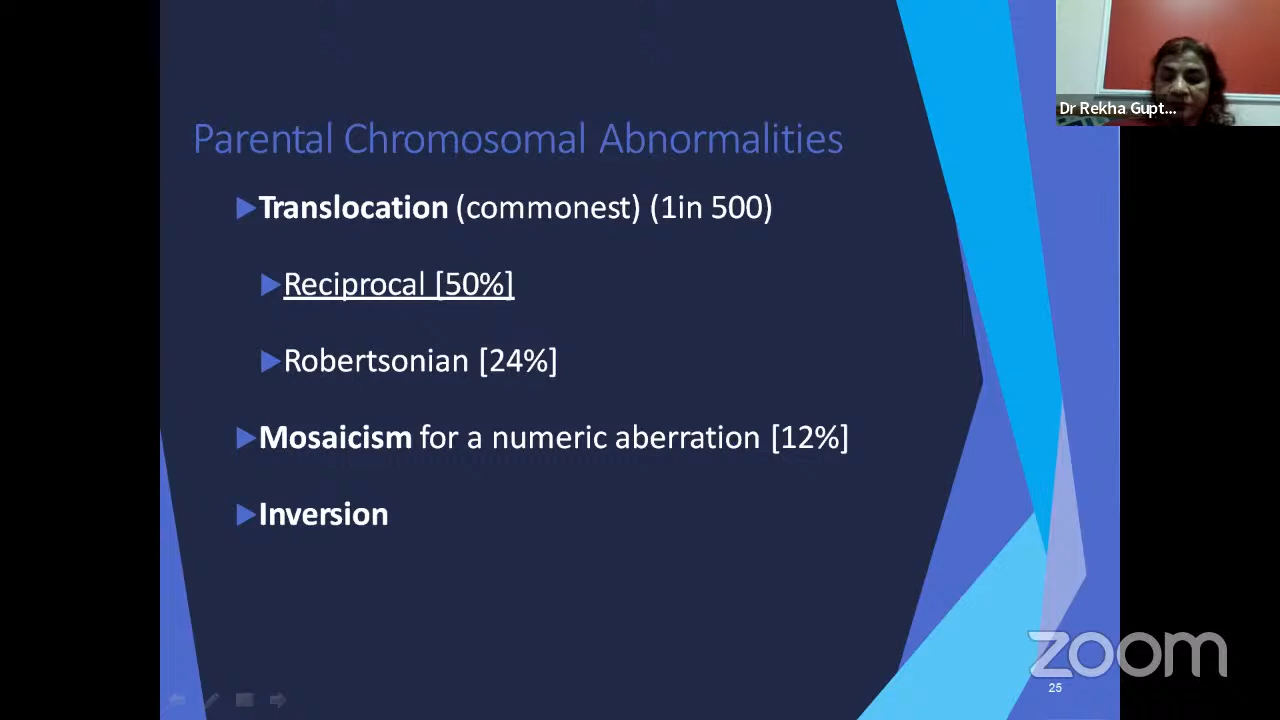 Dr Rekha Gupt...
Parental Chromosomal Abnormalities
Translocation (commonest) (1in 500)
Reciprocal [50%]
Robertsonian [24%]
Mosaicism for a numeric aberration [12%]
Inversion
zoom
25